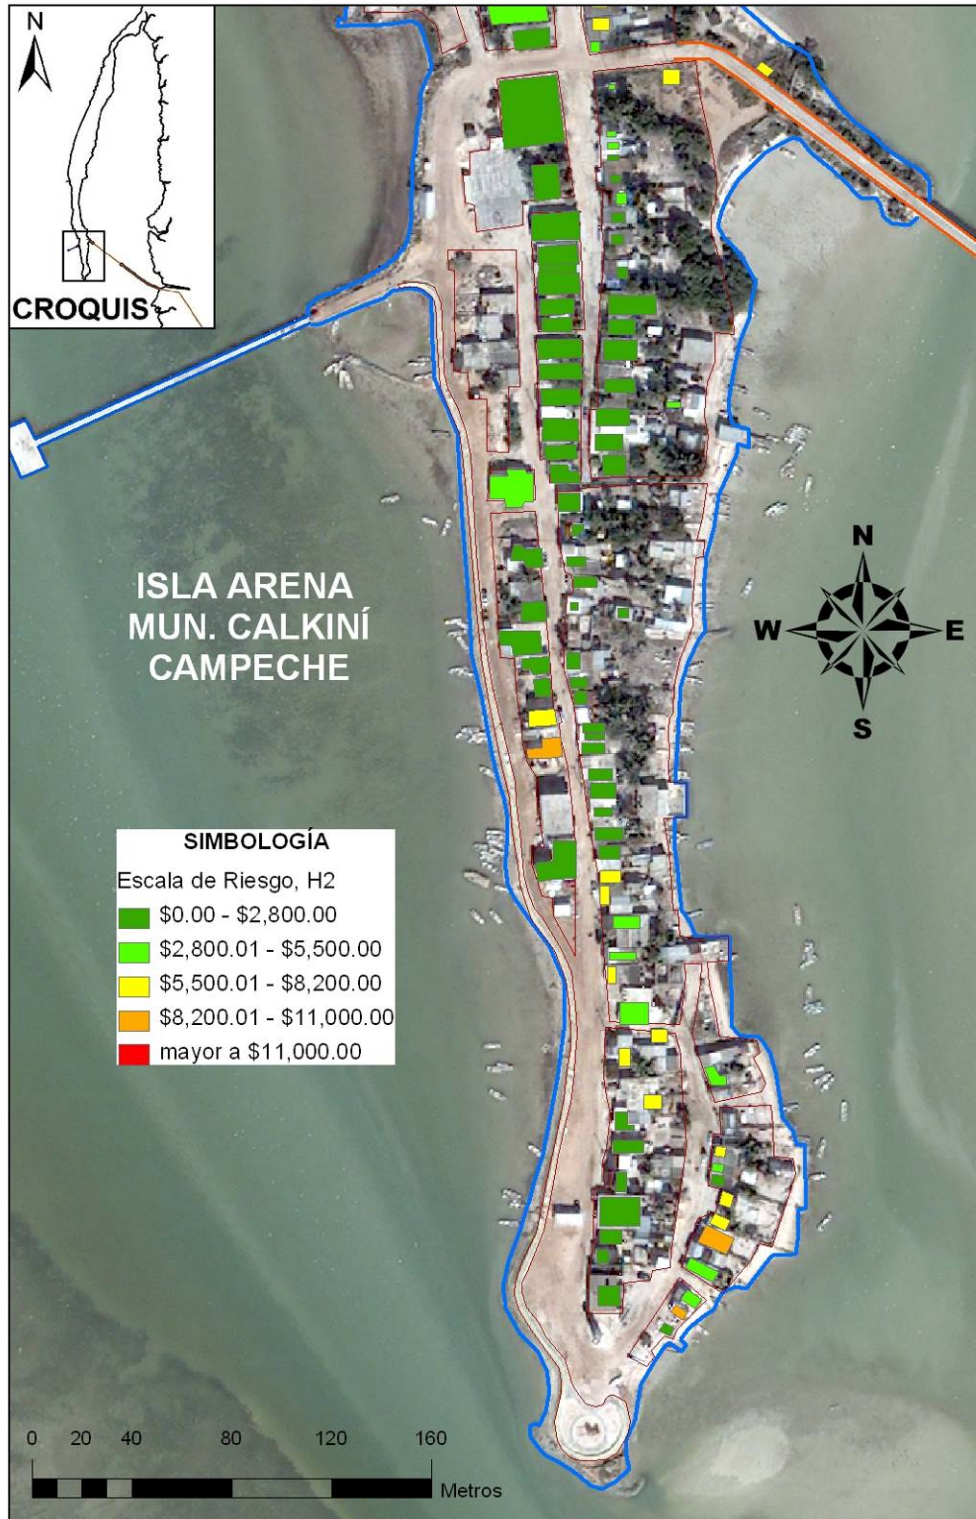 N
CROQUIS
ISLA ARENA
MUN. CALKINÍ
CAMPECHE
N
W
E
S
SIMBOLOGÍA
Escala de Riesgo, H2
$0.00 - $2,800.00
$2,800.01 - $5,500.00
$5,500.01 - $8,200.00
$8,200.01 - $11,000.00
mayor a $11,000.00
0 20 40 80 120 160
Metros